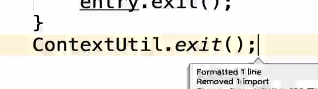 entry.exit();
}
ContextUtil.exit();
Formatted 1 line
Removed 1 import